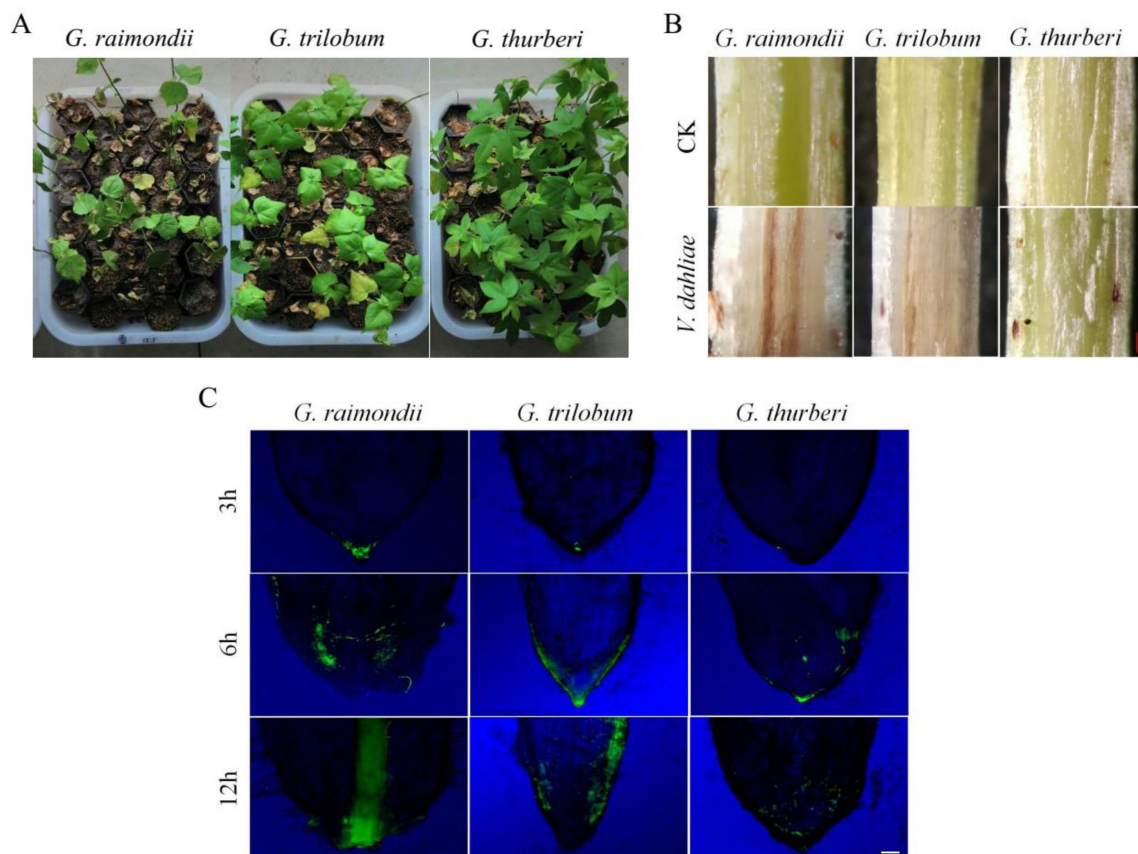 A
G. raimondii G. trilobum G. thurberi
B
G. raimondii G. trilobum G. thurberi
CK
V. dahliae
C
G. raimondii G. trilobum G. thurberi
3h
6h
12h